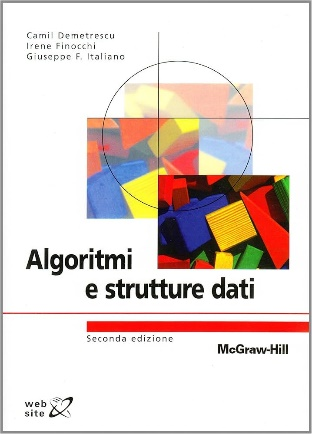 Camil Demetrescu
Irene Finocchi
Giuseppe F. Italiano
Algoritmi
e strutture dati
Seconda edizione
McGraw-Hill
web
site